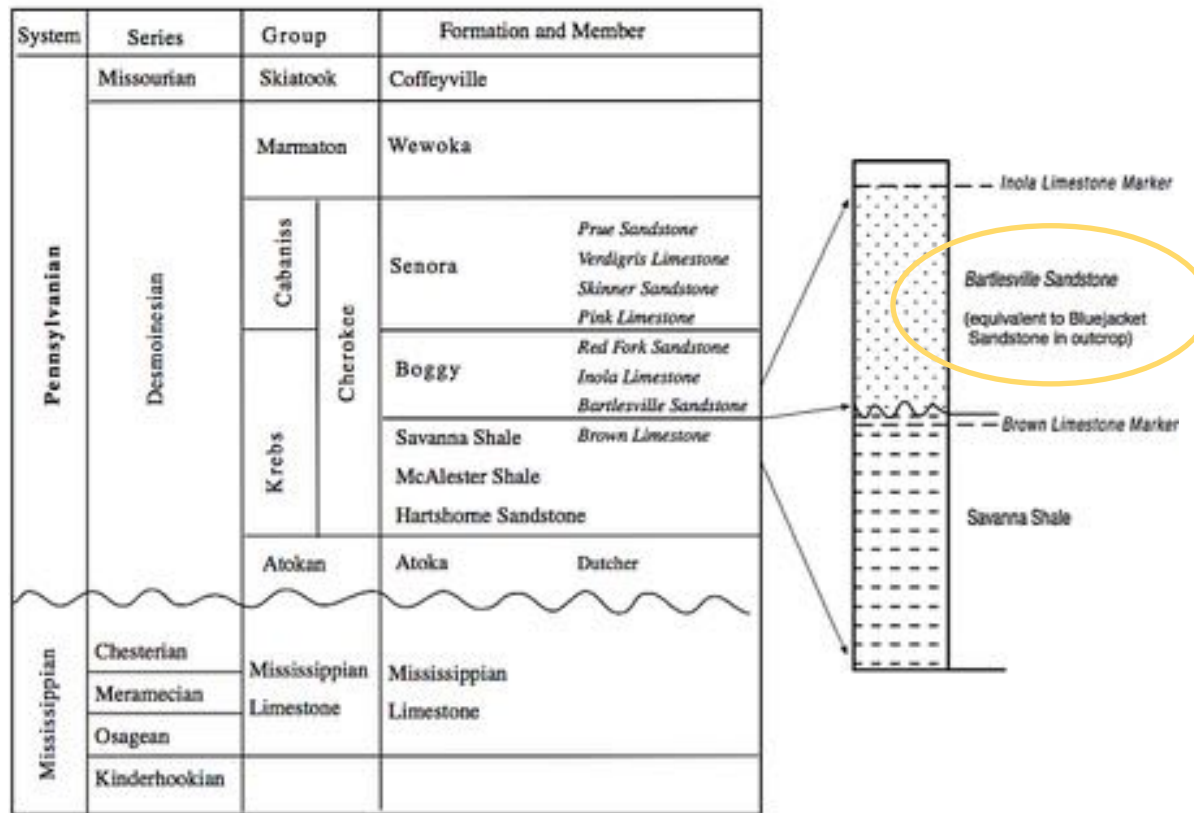 System Series Group Formation and Member
Missourian Skiatook Coffeyville
Marmaton Wewoka
Pennsylvanian
Desmoinesian
Cabaniss
Cherokee
Senora
Prue Sandstone
Verdigris Limestone
Skinner Sandstone
Pink Limestone
Krebs
Boggy
Red Fork Sandstone
Inola Limestone
Bartlesville Sandstone
Savanna Shale Brown Limestone
McAlester Shale
Hartshorne Sandstone
Atokan Atoka Dutcher
Mississippian
Chesterian
Meramecian
Osagean
Kinderhookian
Mississippian
Limestone
Mississippian
Limestone
Inola Limestone Marker
Bartlesville Sandstone
(equivalent to Bluejacket
Sandstone in outcrop)
Brown Limestone Marker
Savanna Shale